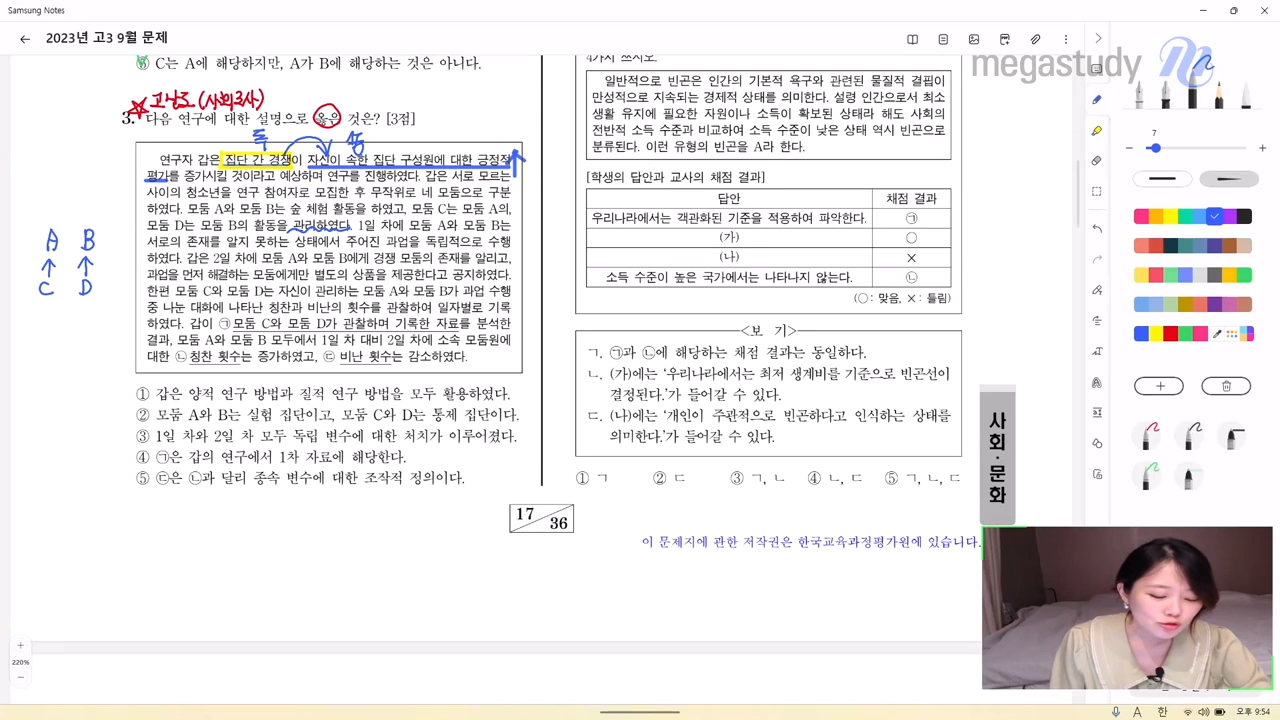 Samsung Notes
2023년 고3 9월 문제
⑤ C는 A에 해당하지만, A가 B에 해당하는 것은 아니다.
고난도 (사회조사)
3. 다음 연구에 대한 설명으로 옳은 것은? [3점]
독
종
연구자 갑은 집단 간 경쟁이 자신이 속한 집단 구성원에 대한 긍정적
평가를 증가시킬 것이라고 예상하며 연구를 진행하였다. 갑은 서로 모르는
사이의 청소년을 연구 참여자로 모집한 후 무작위로 네 모둠으로 구분
하였다. 모둠 A와 모둠 B는 숲 체험 활동을 하였고, 모둠 C는 모둠 A의,
모둠 D는 모둠 B의 활동을 관리하였다. 1일 차에 모둠 A와 모둠 B는
서로의 존재를 알지 못하는 상태에서 주어진 과업을 독립적으로 수행
하였다. 갑은 2일 차에 모둠 A와 모둠 B에게 경쟁 모둠의 존재를 알리고,
과업을 먼저 해결하는 모둠에게만 별도의 상품을 제공한다고 공지하였다.
한편 모둠 C와 모둠 D는 자신이 관리하는 모둠 A와 모둠 B가 과업 수행
중 나눈 대화에 나타난 칭찬과 비난의 횟수를 관찰하여 일자별로 기록
하였다. 갑이 ㉠ 모둠 C와 모둠 D가 관찰하며 기록한 자료를 분석한
결과, 모둠 A와 모둠 B 모두에서 1일 차 대비 2일 차에 소속 모둠원에
대한 ㉡ 칭찬 횟수는 증가하였고, ㉢ 비난 횟수는 감소하였다.
A B
C D
① 갑은 양적 연구 방법과 질적 연구 방법을 모두 활용하였다.
② 모둠 A와 B는 실험 집단이고, 모둠 C와 D는 통제 집단이다.
③ 1일 차와 2일 차 모두 독립 변수에 대한 처치가 이루어졌다.
④ ㉠은 갑의 연구에서 1차 자료에 해당한다.
⑤ ㉢은 ㉡과 달리 종속 변수에 대한 조작적 정의이다.
17
36
4가지 쓰시오.
일반적으로 빈곤은 인간의 기본적 욕구와 관련된 물질적 결핍이
만성적으로 지속되는 경제적 상태를 의미한다. 설령 인간으로서 최소
생활 유지에 필요한 자원이나 소득이 확보된 상태라 해도 사회의
전반적 소득 수준과 비교하여 소득 수준이 낮은 상태 역시 빈곤으로
분류된다. 이런 유형의 빈곤을 A라 한다.
[학생의 답안과 교사의 채점 결과]
답안 채점 결과
우리나라에서는 객관화된 기준을 적용하여 파악한다. ㉠
(가) ○
(나) ×
소득 수준이 높은 국가에서는 나타나지 않는다. ㉡
(○: 맞음, ×: 틀림)
<보 기>
ㄱ. ㉠과 ㉡에 해당하는 채점 결과는 동일하다.
ㄴ. (가)에는 ‘우리나라에서는 최저 생계비를 기준으로 빈곤선이
결정된다.’가 들어갈 수 있다.
ㄷ. (나)에는 ‘개인이 주관적으로 빈곤하다고 인식하는 상태를
의미한다.’가 들어갈 수 있다.
① ㄱ ② ㄷ ③ ㄱ, ㄴ ④ ㄴ, ㄷ ⑤ ㄱ, ㄴ, ㄷ
이 문제지에 관한 저작권은 한국교육과정평가원에 있습니다.
사회·문화
megastudy
7
220%
A 한 오후 9:54